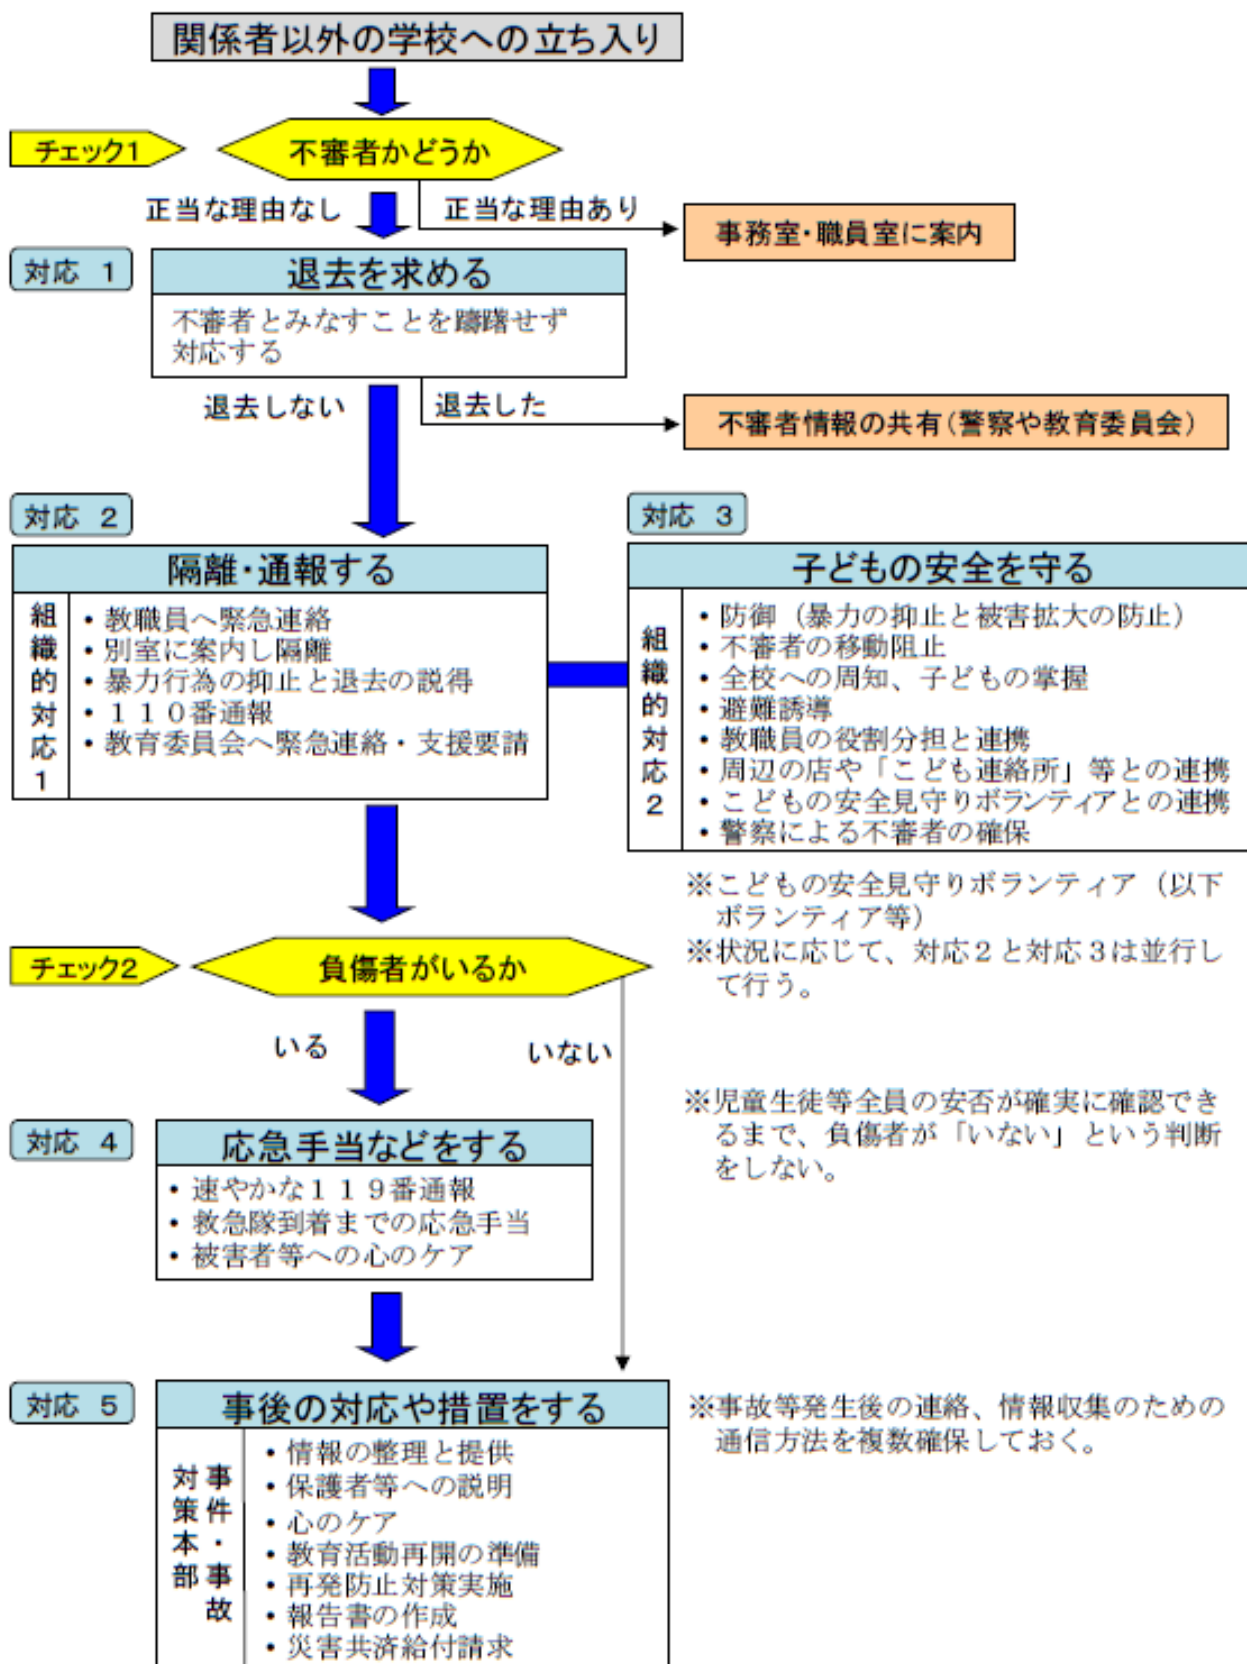 関係者以外の学校への立ち入り
チェック1
不審者かどうか
正当な理由なし
正当な理由あり
事務室・職員室に案内
対応 1
退去を求める
不審者とみなすことを躊躇せず
対応する
退去しない
退去した
不審者情報の共有(警察や教育委員会)
対応 2
隔離・通報する
組織的対応1
・教職員へ緊急連絡
・別室に案内し隔離
・暴力行為の抑止と退去の説得
・110番通報
・教育委員会へ緊急連絡・支援要請
対応 3
子どもの安全を守る
組織的対応2
・防御(暴力の抑止と被害拡大の防止)
・不審者の移動阻止
・全校への周知、子どもの掌握
・避難誘導
・教職員の役割分担と連携
・周辺の店や「こども連絡所」等との連携
・こどもの安全見守りボランティアとの連携
・警察による不審者の確保
※こどもの安全見守りボランティア(以下
ボランティア等)
※状況に応じて、対応2と対応3は並行し
て行う。
チェック2
負傷者がいるか
いる
いない
※児童生徒等全員の安否が確実に確認でき
るまで、負傷者が「いない」という判断
をしない。
対応 4
応急手当などをする
・速やかな119番通報
・救急隊到着までの応急手当
・被害者等への心のケア
対応 5
事後の対応や措置をする
事件・事故
対策本部
・情報の整理と提供
・保護者等への説明
・心のケア
・教育活動再開の準備
・再発防止対策実施
・報告書の作成
・災害共済給付請求
※事故等発生後の連絡、情報収集のための
通信方法を複数確保しておく。